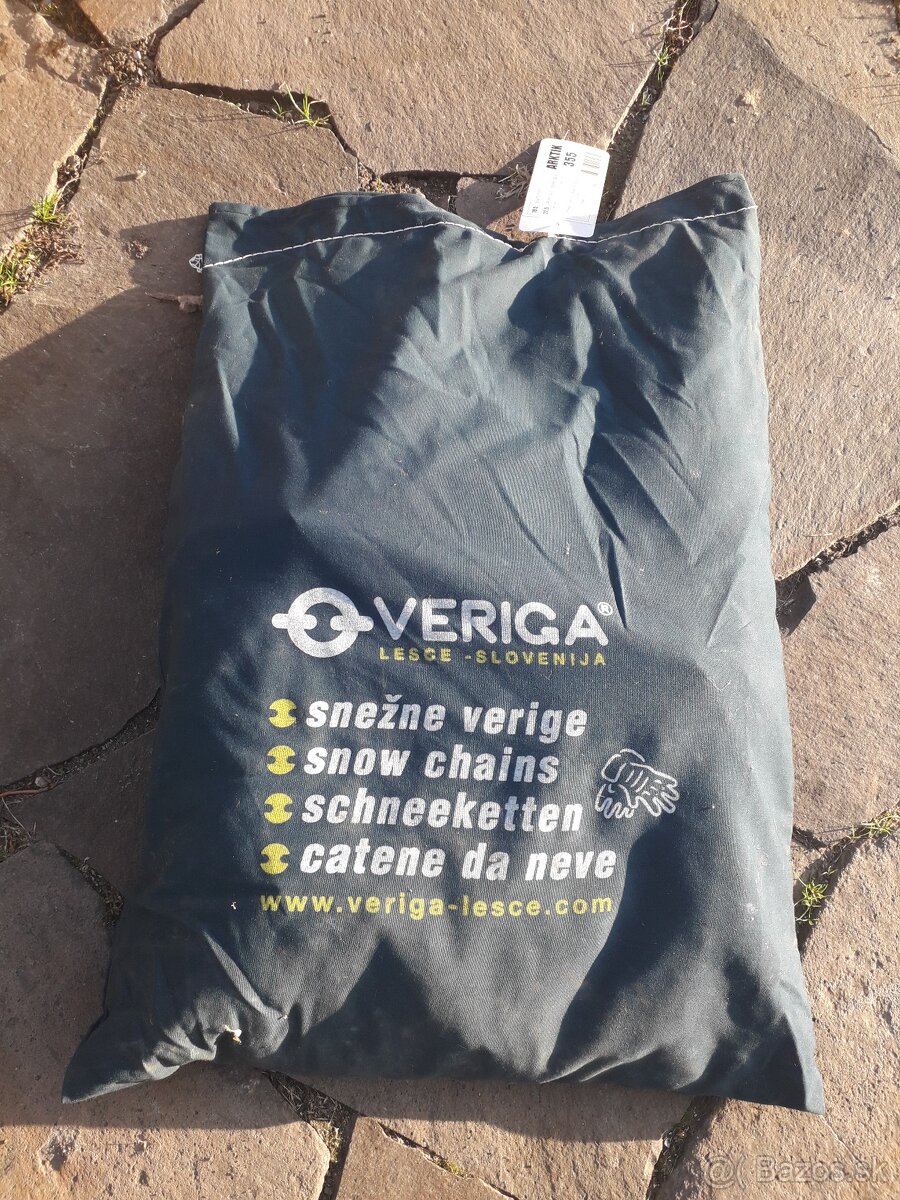 ARKTIK
355
VERIGA®
LESCE - SLOVENIJA
snežne verige
snow chains
schneeketten
catene da neve
www.veriga-lesce.com
Bazos.sk